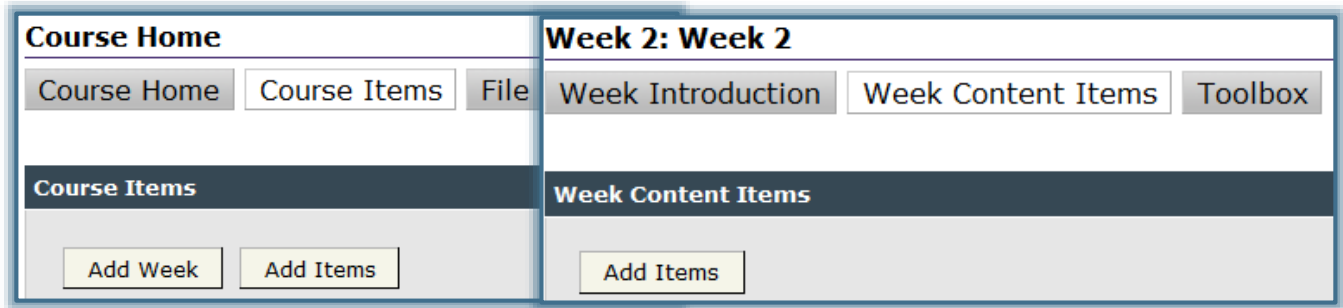 Course Home
Course Home Course Items File
Course Items
Add Week Add Items
Week 2: Week 2
Week Introduction Week Content Items Toolbox
Week Content Items
Add Items